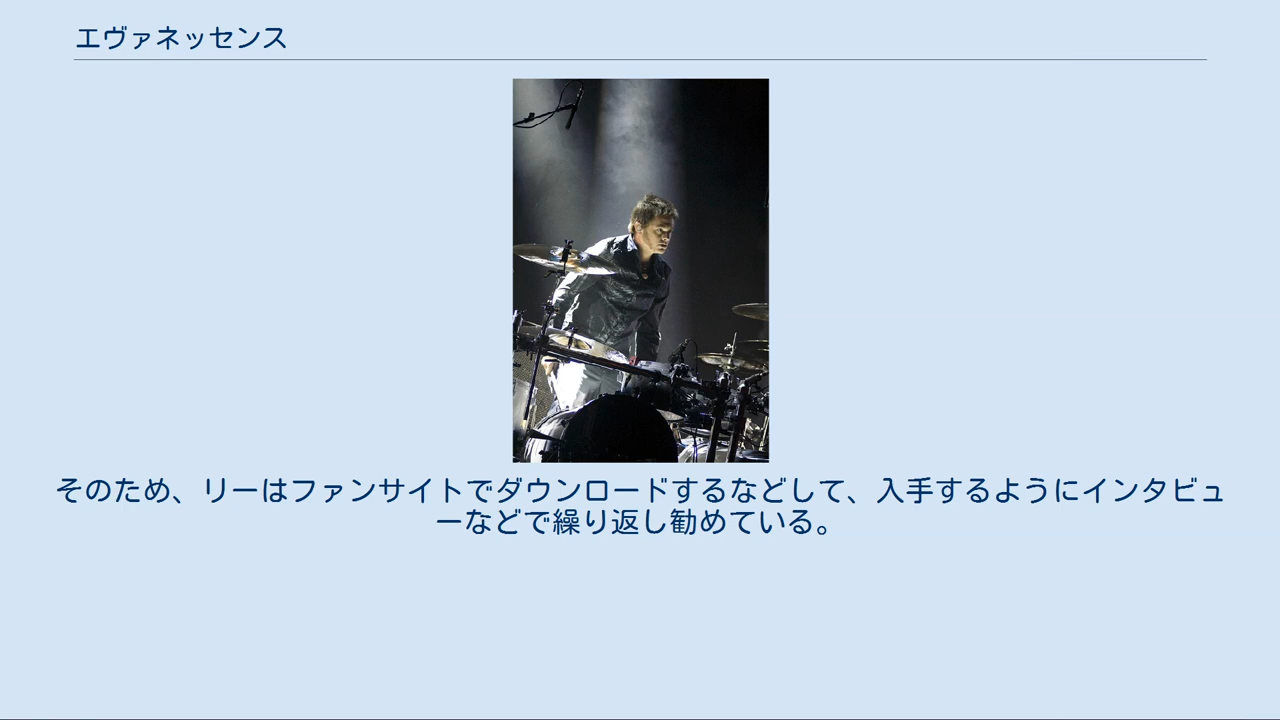 エヴァネッセンス
そのため、リーはファンサイトでダウンロードするなどして、入手するようにインタビュ
ーなどで繰り返し勧めている。